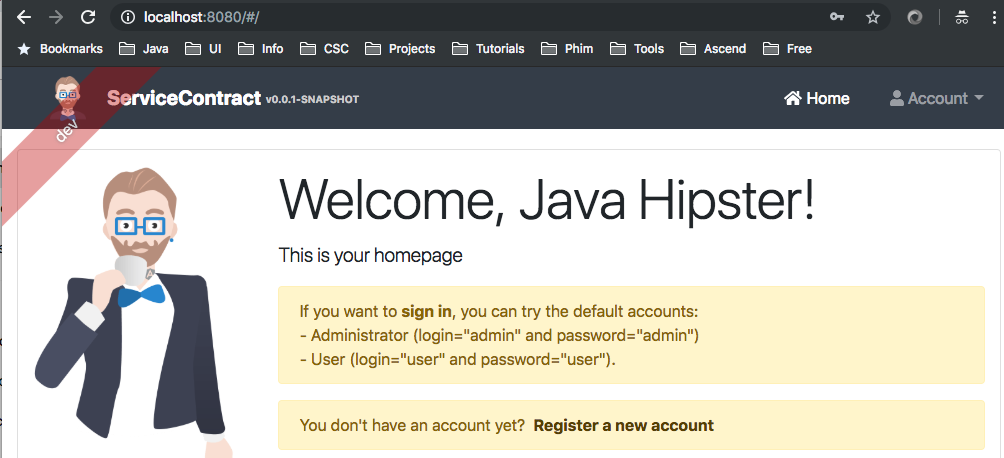 localhost:8080/#/
Bookmarks Java UI Info CSC Projects Tutorials Phim Tools Ascend Free
dev
ServiceContract v0.0.1-SNAPSHOT Home Account
Welcome, Java Hipster!
This is your homepage
If you want to sign in, you can try the default accounts:
- Administrator (login="admin" and password="admin")
- User (login="user" and password="user").
You don't have an account yet? Register a new account